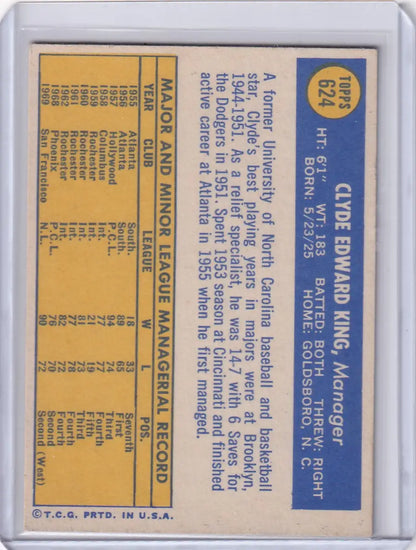 TOPPS
624
CLYDE EDWARD KING, Manager
HT: 6'1" WT: 183 BATTED: BOTH THREW: RIGHT
BORN: 5/23/25 HOME: GOLDSBORO, N. C.
A former University of North Carolina baseball and basketball
star, Clyde's best playing years in majors were at Brooklyn,
1944-1951. As a relief specialist, he was 14-7 with 6 Saves for
the Dodgers in 1951. Spent 1953 season at Cincinnati and finished
active career at Atlanta in 1955 when he first managed.
MAJOR AND MINOR LEAGUE MANAGERIAL RECORD
YEAR CLUB LEAGUE W L POS.
1955 Atlanta South. 18 33 Seventh
1956 Atlanta South. 89 65 First
1957 Hollywood P.C.L. 94 74 Third
1958 Columbus Int. 77 77 Fourth
1959 Rochester Int. 21 19 Fifth
1960 Rochester Int. 81 73 Third
1961 Rochester Int. 77 78 Fourth
1962 Rochester Int. 82 72 Fourth
1968 Phoenix P.C.L. 76 70 Second
1969 San Francisco N.L. 90 72 Second (West)
© T.C.G. PRTD. IN U.S.A.